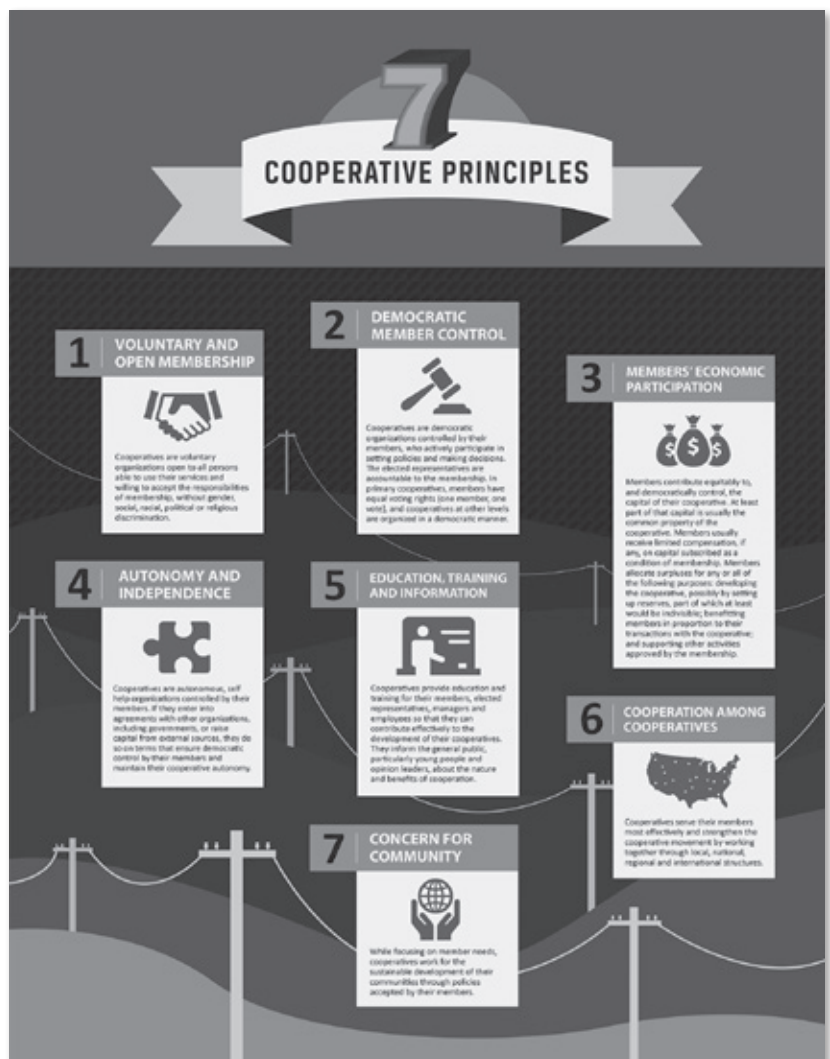 7
COOPERATIVE PRINCIPLES
1
VOLUNTARY AND
OPEN MEMBERSHIP
Cooperatives are voluntary
organizations open to all persons
able to use their services and
willing to accept the responsibilities
of membership, without gender,
social, racial, political or religious
discrimination.
2
DEMOCRATIC
MEMBER CONTROL
Cooperatives are democratic
organizations controlled by their
members, who actively participate in
setting policies and making decisions.
The elected representatives are
accountable to the membership. In
primary cooperatives, members have
equal voting rights (one member, one
vote), and cooperatives at other levels
are organized in a democratic manner.
3
MEMBERS' ECONOMIC
PARTICIPATION
$ $ $
Members contribute equitably to,
and democratically control, the
capital of their cooperative. At least
part of that capital is usually the
common property of the
cooperative. Members usually
receive limited compensation, if
any, on capital subscribed as a
condition of membership. Members
allocate surpluses for any or all of
the following purposes: developing
the cooperative, possibly by setting
up reserves, part of which at least
would be indivisible; benefitting
members in proportion to their
transactions with the cooperative;
and supporting other activities
approved by the membership.
4
AUTONOMY AND
INDEPENDENCE
Cooperatives are autonomous, self
help organizations controlled by their
members. If they enter into
agreements with other organizations,
including governments, or raise
capital from external sources, they do
so on terms that ensure democratic
control by their members and
maintain their cooperative autonomy.
5
EDUCATION, TRAINING
AND INFORMATION
Cooperatives provide education and
training for their members, elected
representatives, managers and
employees so that they can
contribute effectively to the
development of their cooperatives.
They inform the general public,
particularly young people and
opinion leaders, about the nature
and benefits of cooperation.
6
COOPERATION AMONG
COOPERATIVES
Cooperatives serve their members
most effectively and strengthen the
cooperative movement by working
together through local, national,
regional and international structures.
7
CONCERN FOR
COMMUNITY
While focusing on member needs,
cooperatives work for the
sustainable development of their
communities through policies
accepted by their members.